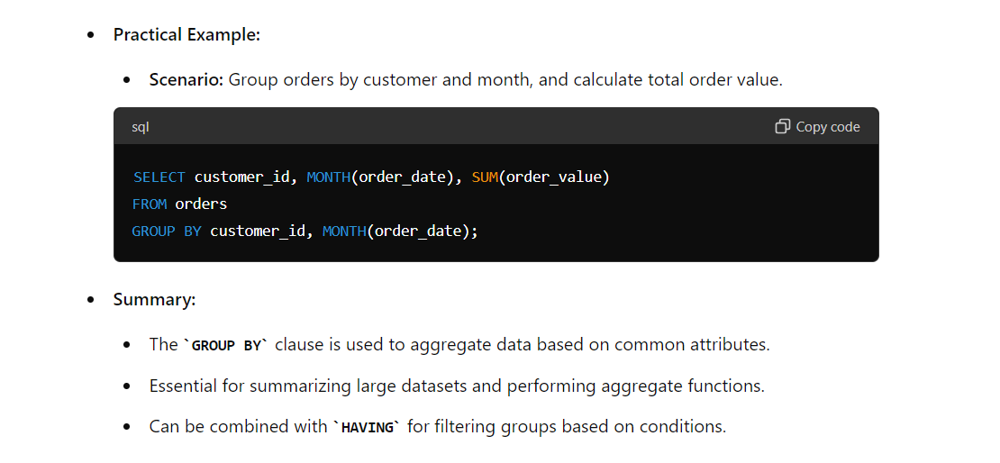 Practical Example:
Scenario: Group orders by customer and month, and calculate total order value.
sql Copy code
SELECT customer_id, MONTH(order_date), SUM(order_value)
FROM orders
GROUP BY customer_id, MONTH(order_date);
Summary:
The `GROUP BY` clause is used to aggregate data based on common attributes.
Essential for summarizing large datasets and performing aggregate functions.
Can be combined with `HAVING` for filtering groups based on conditions.